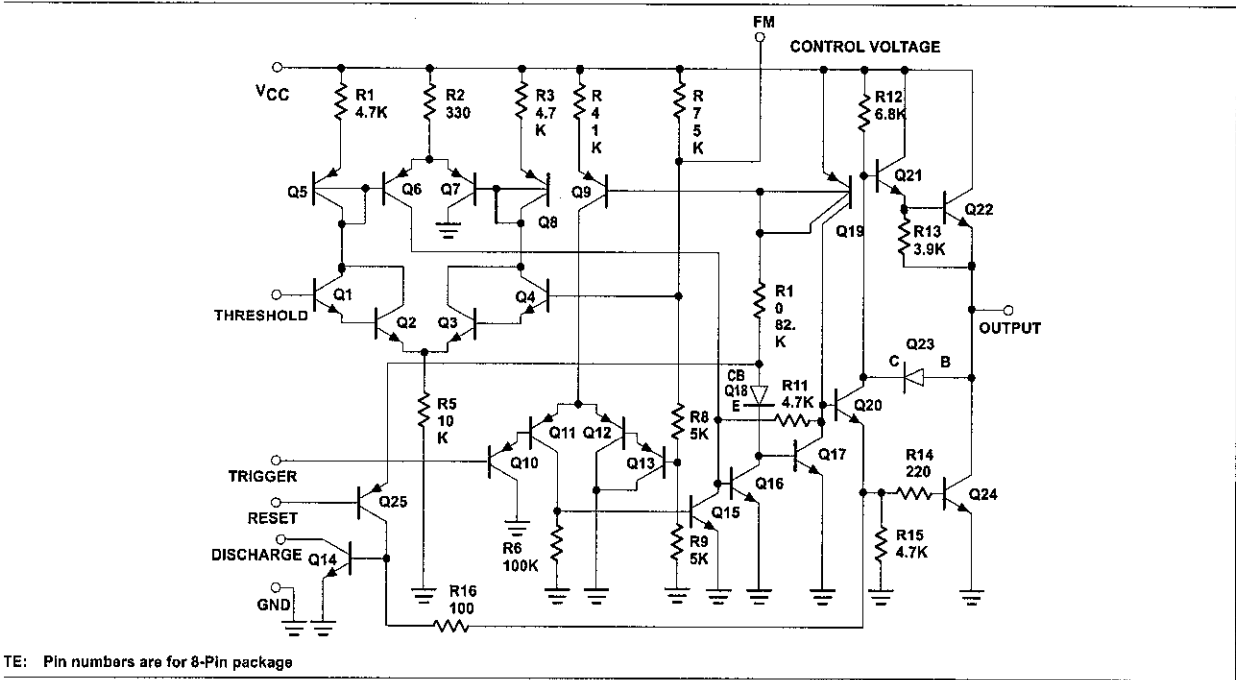 FM
CONTROL VOLTAGE
VCC
R1
4.7K
R2
330
R3
4.7
K
R
4
1
K
R
7
5
K
R12
6.8K
Q5
Q6
Q7
Q8
Q9
Q19
Q21
Q22
R13
3.9K
THRESHOLD
Q1
Q2
Q3
Q4
R1
0
82.
K
OUTPUT
Q23
C
B
CB
Q18
E
R11
4.7K
Q20
R5
10
K
Q11
Q12
R8
5K
Q10
Q13
Q17
R14
220
TRIGGER
Q16
Q24
Q25
RESET
Q15
DISCHARGE
Q14
R6
100K
R9
5K
R15
4.7K
GND
R16
100
TE: Pin numbers are for 8-Pin package